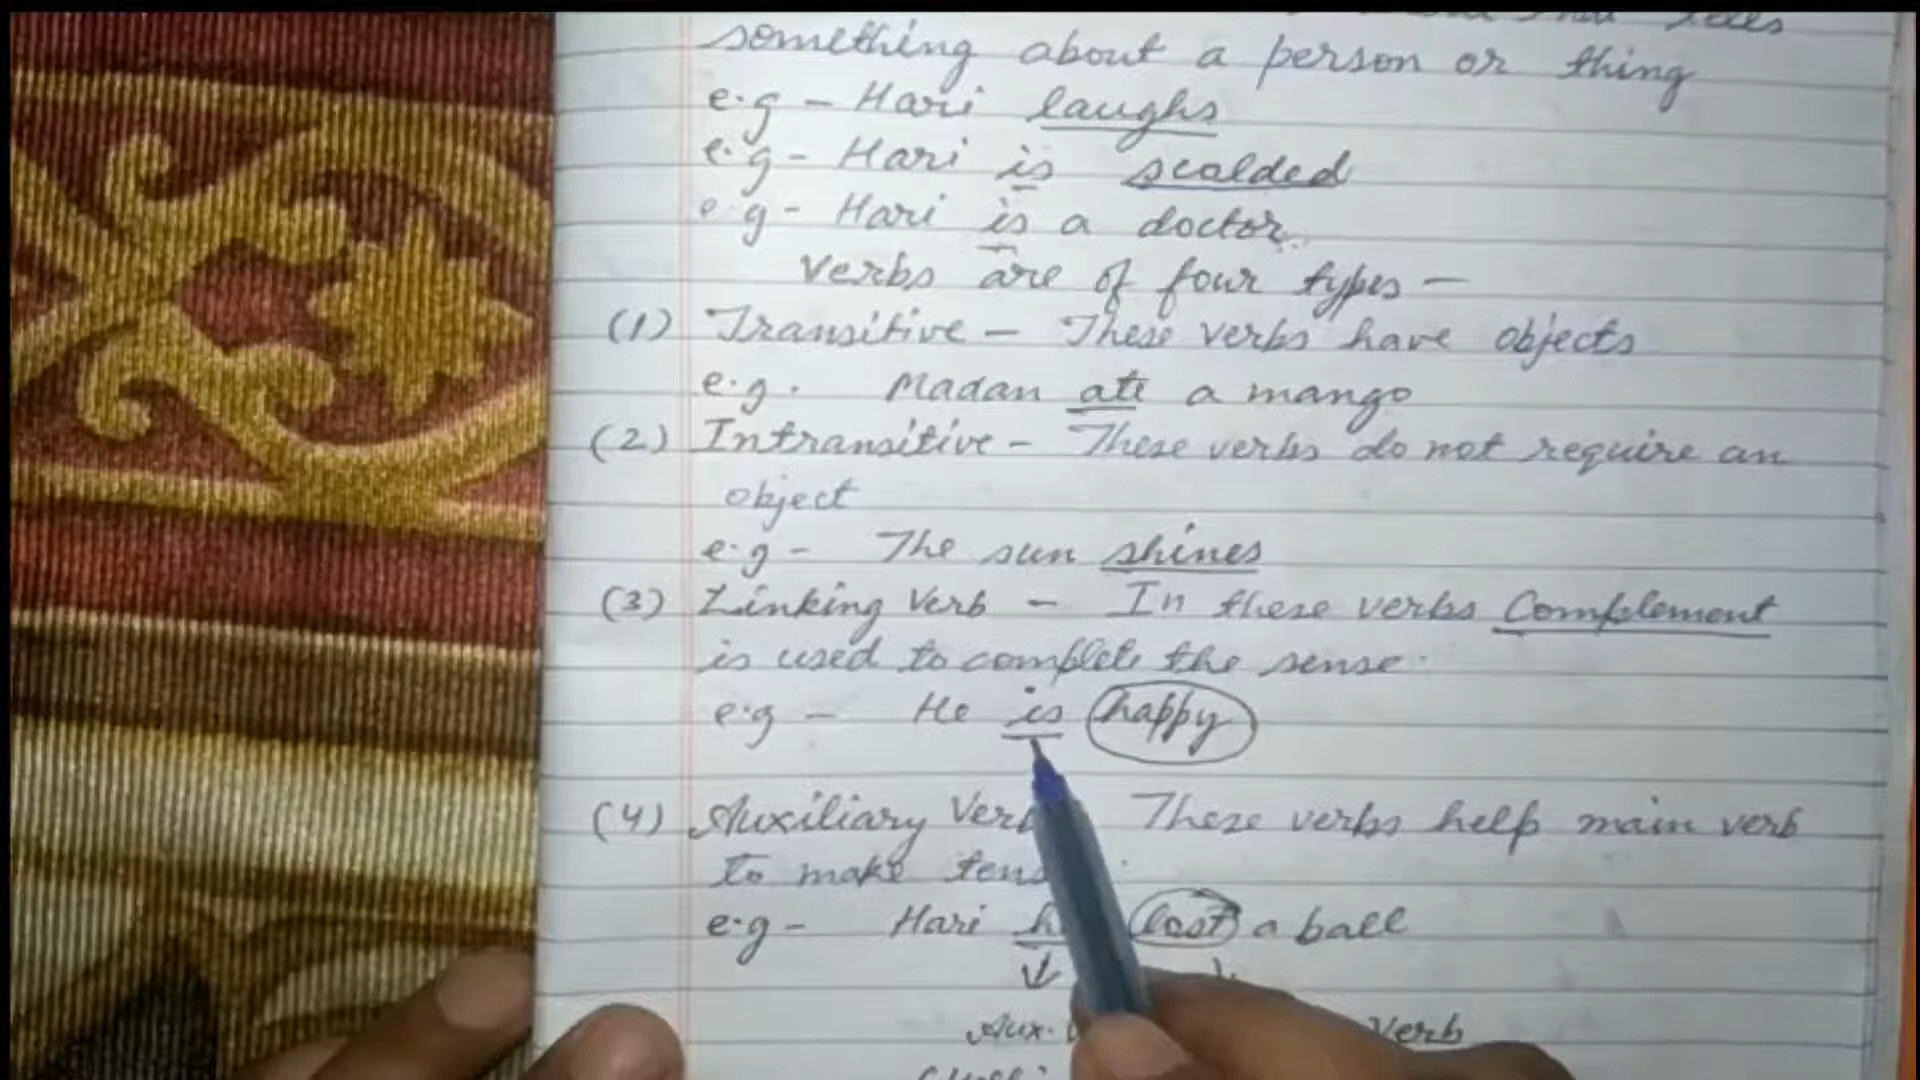 something about a person or thing
e.g - Hari laughs
e.g - Hari is scolded
e.g - Hari is a doctor.
Verbs are of four types -
(1) Transitive - These verbs have objects
e.g. Madan ate a mango
(2) Intransitive - These verbs do not require an
object
e.g - The sun shines
(3) Linking Verb - In these verbs Complement
is used to complete the sense.
e.g - He is happy
(4) Auxiliary These verbs help main verb
to make
e.g - Hari lost a ball
Aux. Verb